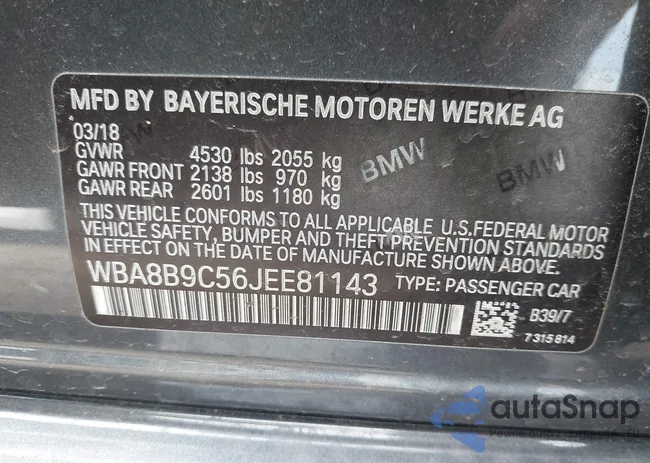 MFD BY BAYERISCHE MOTOREN WERKE AG
03/18
GVWR 4530 lbs 2055 kg
GAWR FRONT 2138 lbs 970 kg
GAWR REAR 2601 lbs 1180 kg
BMW
BMW
THIS VEHICLE CONFORMS TO ALL APPLICABLE U.S.FEDERAL MOTOR
VEHICLE SAFETY, BUMPER AND THEFT PREVENTION STANDARDS
IN EFFECT ON THE DATE OF MANUFACTURE SHOWN ABOVE.
WBA8B9C56JEE81143 TYPE: PASSENGER CAR
B39/7
7315814
autaSnap